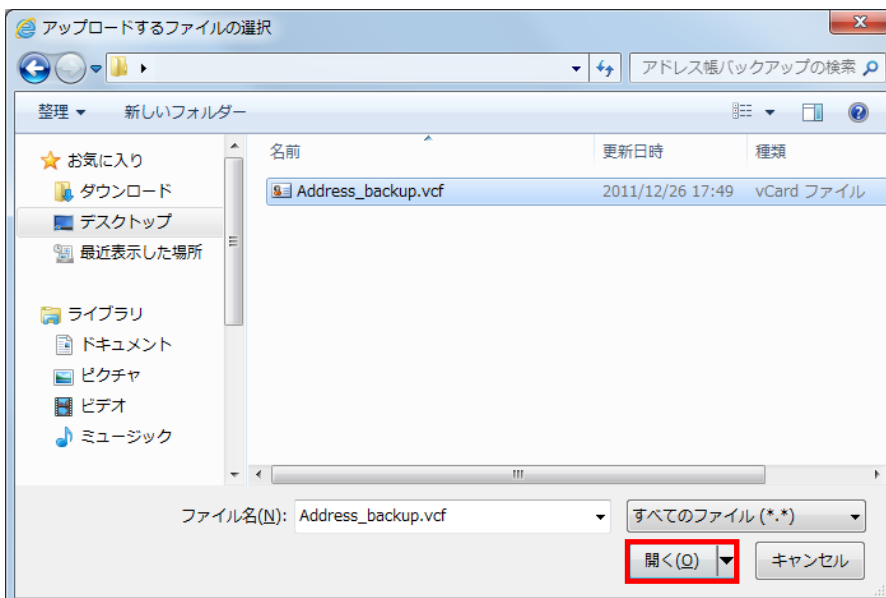 アップロードするファイルの選択
x
アドレス帳バックアップの検索
整理
新しいフォルダー
?
お気に入り
ダウンロード
デスクトップ
最近表示した場所
ライブラリ
ドキュメント
ピクチャ
ビデオ
ミュージック
名前 更新日時 種類
Address_backup.vcf 2011/12/26 17:49 vCard ファイル
ファイル名(N): Address_backup.vcf すべてのファイル (*.*)
開く(O) キャンセル